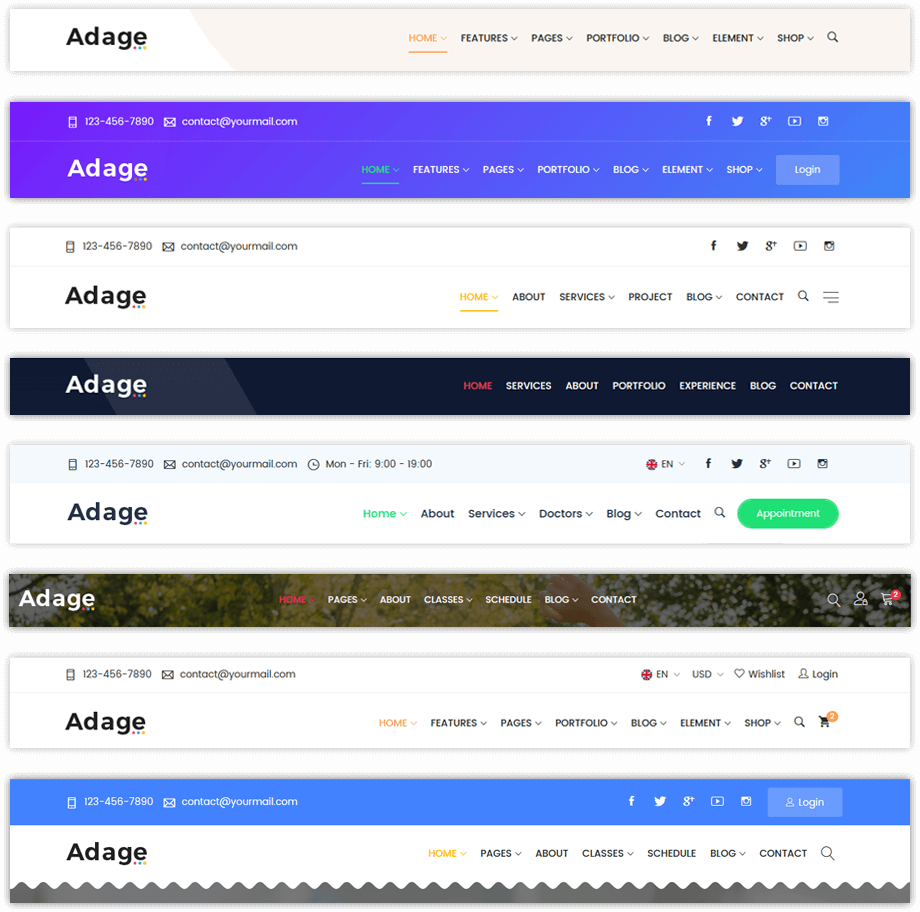 Adage HOME FEATURES PAGES PORTFOLIO BLOG ELEMENT SHOP
123-456-7890 contact@yourmail.com
Adage HOME FEATURES PAGES PORTFOLIO BLOG ELEMENT SHOP Login
123-456-7890 contact@yourmail.com
Adage HOME ABOUT SERVICES PROJECT BLOG CONTACT
Adage HOME SERVICES ABOUT PORTFOLIO EXPERIENCE BLOG CONTACT
123-456-7890 contact@yourmail.com Mon - Fri: 9:00 - 19:00 EN
Adage Home About Services Doctors Blog Contact Appointment
Adage HOME PAGES ABOUT CLASSES SCHEDULE BLOG CONTACT 2
123-456-7890 contact@yourmail.com EN USD Wishlist Login
Adage HOME FEATURES PAGES PORTFOLIO BLOG ELEMENT SHOP 2
123-456-7890 contact@yourmail.com Login
Adage HOME PAGES ABOUT CLASSES SCHEDULE BLOG CONTACT